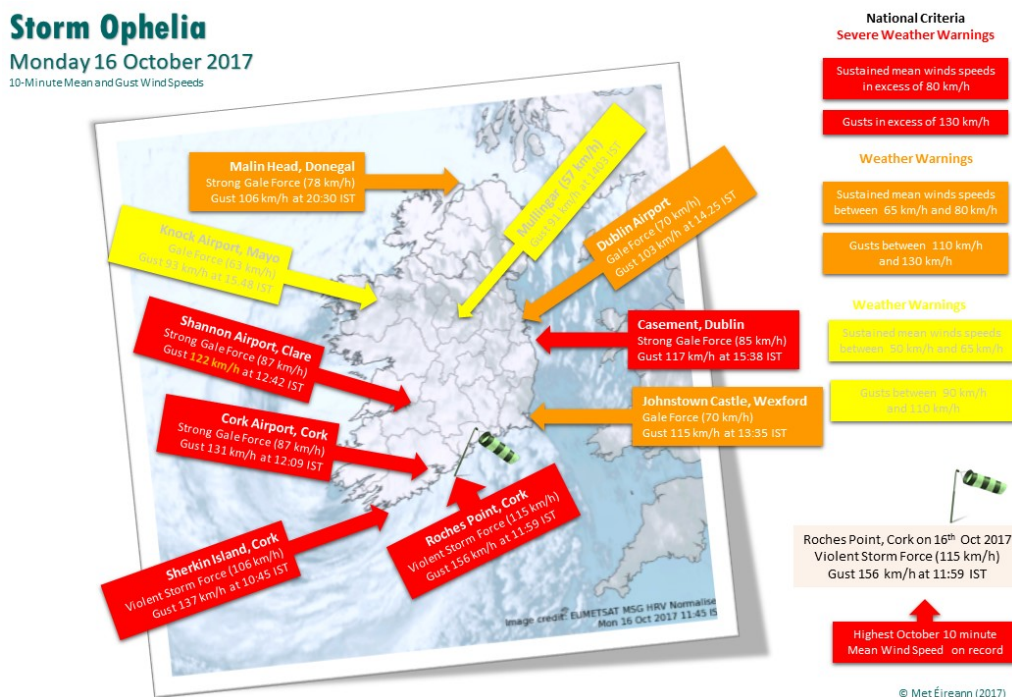 Storm Ophelia
Monday 16 October 2017
10-Minute Mean and Gust Wind Speeds
Malin Head, Donegal
Strong Gale Force (78 km/h)
Gust 106 km/h at 20:30 IST
Knock Airport, Mayo
Gale Force (63 km/h)
Gust 93 km/h at 15:48 IST
Mullingar (57 km/h)
Gust 91 km/h at 1403 IST
Dublin Airport
Gale Force (70 km/h)
Gust 103 km/h at 14.25 IST
Shannon Airport, Clare
Strong Gale Force (87 km/h)
Gust 122 km/h at 12:42 IST
Casement, Dublin
Strong Gale Force (85 km/h)
Gust 117 km/h at 15:38 IST
Cork Airport, Cork
Strong Gale Force (87 km/h)
Gust 131 km/h at 12:09 IST
Johnstown Castle, Wexford
Gale Force (70 km/h)
Gust 115 km/h at 13:35 IST
Sherkin Island, Cork
Violent Storm Force (106 km/h)
Gust 137 km/h at 10:45 IST
Roches Point, Cork
Violent Storm Force (115 km/h)
Gust 156 km/h at 11:59 IST
Image credit: EUMETSAT MSG HRV Normalise
Mon 16 Oct 2017 11:45 IS
National Criteria
Severe Weather Warnings
Sustained mean winds speeds
in excess of 80 km/h
Gusts in excess of 130 km/h
Weather Warnings
Sustained mean winds speeds
between 65 km/h and 80 km/h
Gusts between 110 km/h
and 130 km/h
Weather Warnings
Sustained mean winds speeds
between 50 km/h and 65 km/h
Gusts between 90 km/h
and 110 km/h
Roches Point, Cork on 16th Oct 2017
Violent Storm Force (115 km/h)
Gust 156 km/h at 11:59 IST
Highest October 10 minute
Mean Wind Speed on record
© Met Éireann (2017)